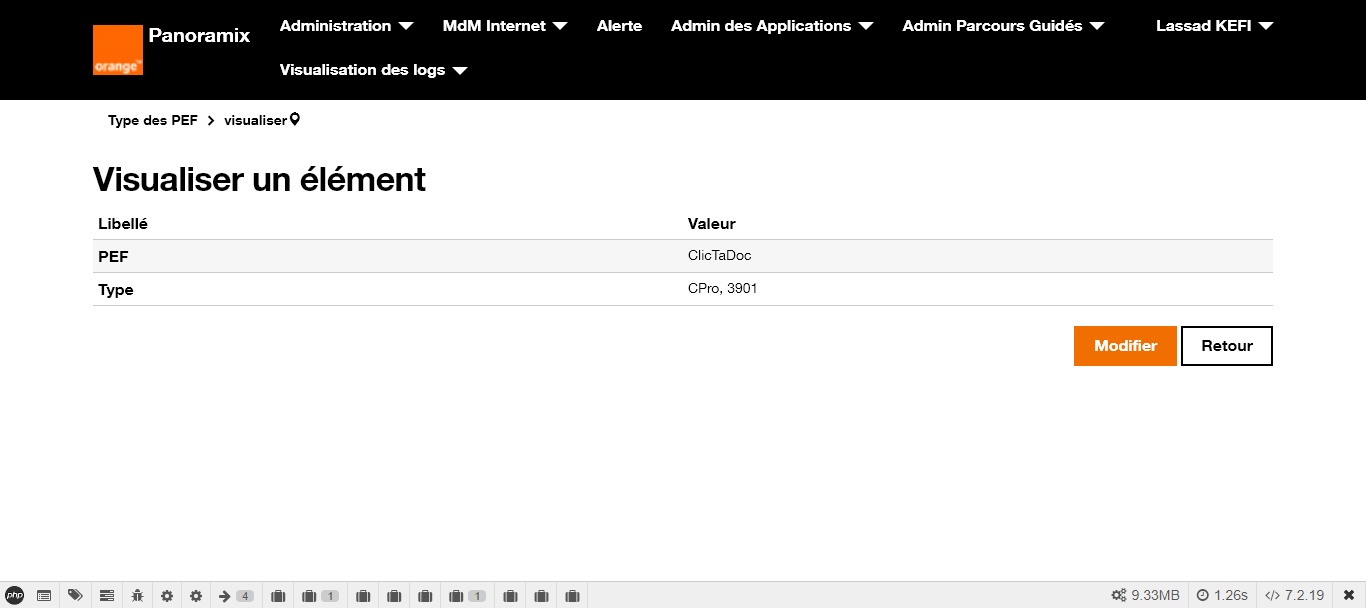 orange™
Panoramix
Administration
MdM Internet
Alerte
Admin des Applications
Admin Parcours Guidés
Lassad KEFI
Visualisation des logs
Type des PEF
visualiser
Visualiser un élément
Libellé Valeur
PEF ClicTaDoc
Type CPro, 3901
Modifier Retour
php 4 1 1 9.33MB 1.26s </> 7.2.19